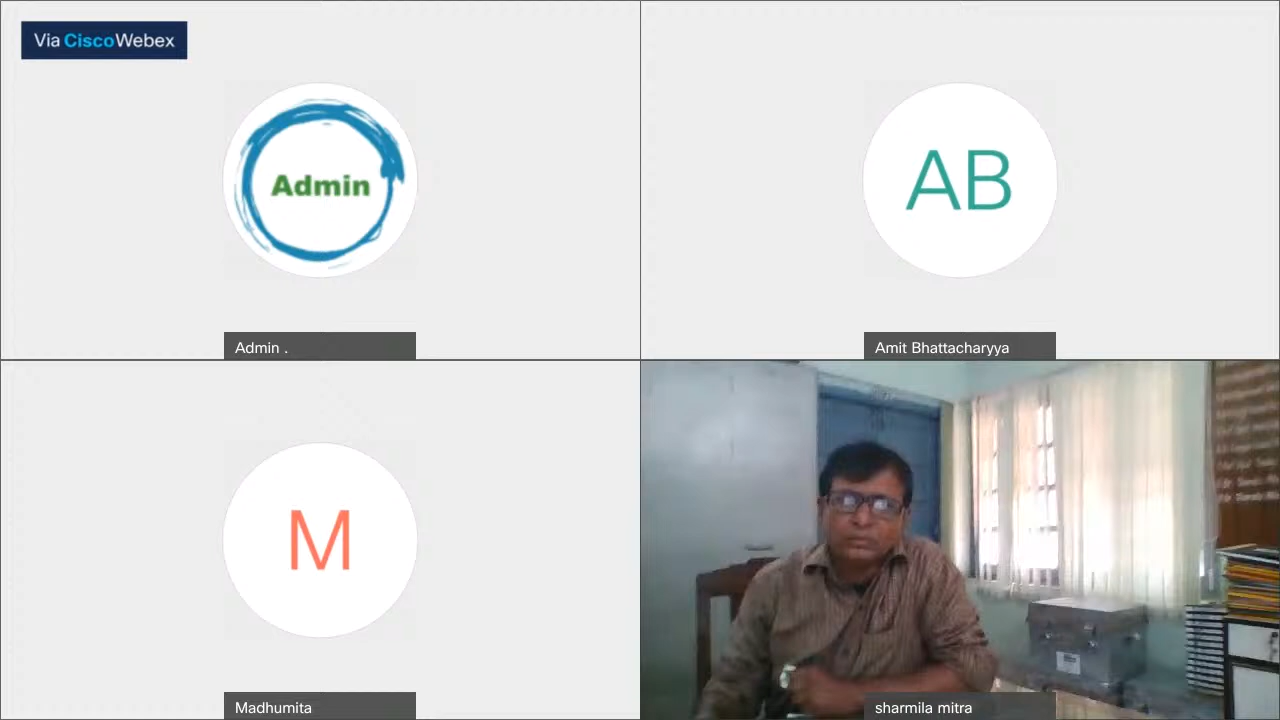 Via CiscoWebex
Admin
Admin .
AB
Amit Bhattacharyya
M
Madhumita
sharmila mitra